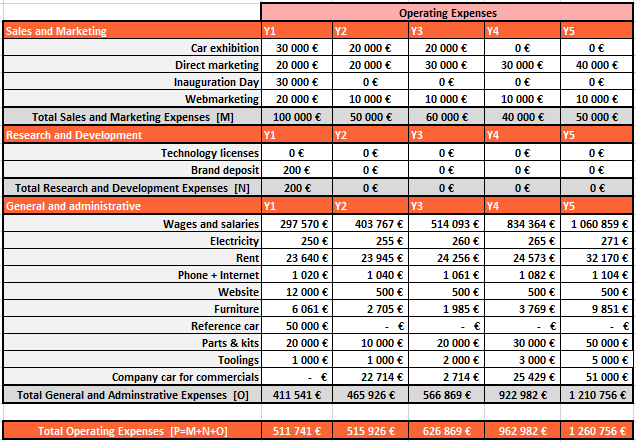 Operating Expenses
Sales and Marketing Y1 Y2 Y3 Y4 Y5
Car exhibition 30 000 € 20 000 € 20 000 € 0 € 0 €
Direct marketing 20 000 € 20 000 € 30 000 € 30 000 € 40 000 €
Inauguration Day 30 000 € 0 € 0 € 0 € 0 €
Webmarketing 20 000 € 10 000 € 10 000 € 10 000 € 10 000 €
Total Sales and Marketing Expenses [M] 100 000 € 50 000 € 60 000 € 40 000 € 50 000 €
Research and Development Y1 Y2 Y3 Y4 Y5
Technology licenses 0 € 0 € 0 € 0 € 0 €
Brand deposit 200 € 0 € 0 € 0 € 0 €
Total Research and Development Expenses [N] 200 € 0 € 0 € 0 € 0 €
General and administrative Y1 Y2 Y3 Y4 Y5
Wages and salaries 297 570 € 403 767 € 514 093 € 834 364 € 1 060 859 €
Electricity 250 € 255 € 260 € 265 € 271 €
Rent 23 640 € 23 945 € 24 256 € 24 573 € 32 170 €
Phone + Internet 1 020 € 1 040 € 1 061 € 1 082 € 1 104 €
Website 12 000 € 500 € 500 € 500 € 500 €
Furniture 6 061 € 2 705 € 1 985 € 3 769 € 9 851 €
Reference car 50 000 € - € - € - € - €
Parts & kits 20 000 € 10 000 € 20 000 € 30 000 € 50 000 €
Toolings 1 000 € 1 000 € 2 000 € 3 000 € 5 000 €
Company car for commercials - € 22 714 € 2 714 € 25 429 € 51 000 €
Total General and Adminstrative Expenses [O] 411 541 € 465 926 € 566 869 € 922 982 € 1 210 756 €
Total Operating Expenses [P=M+N+O] 511 741 € 515 926 € 626 869 € 962 982 € 1 260 756 €